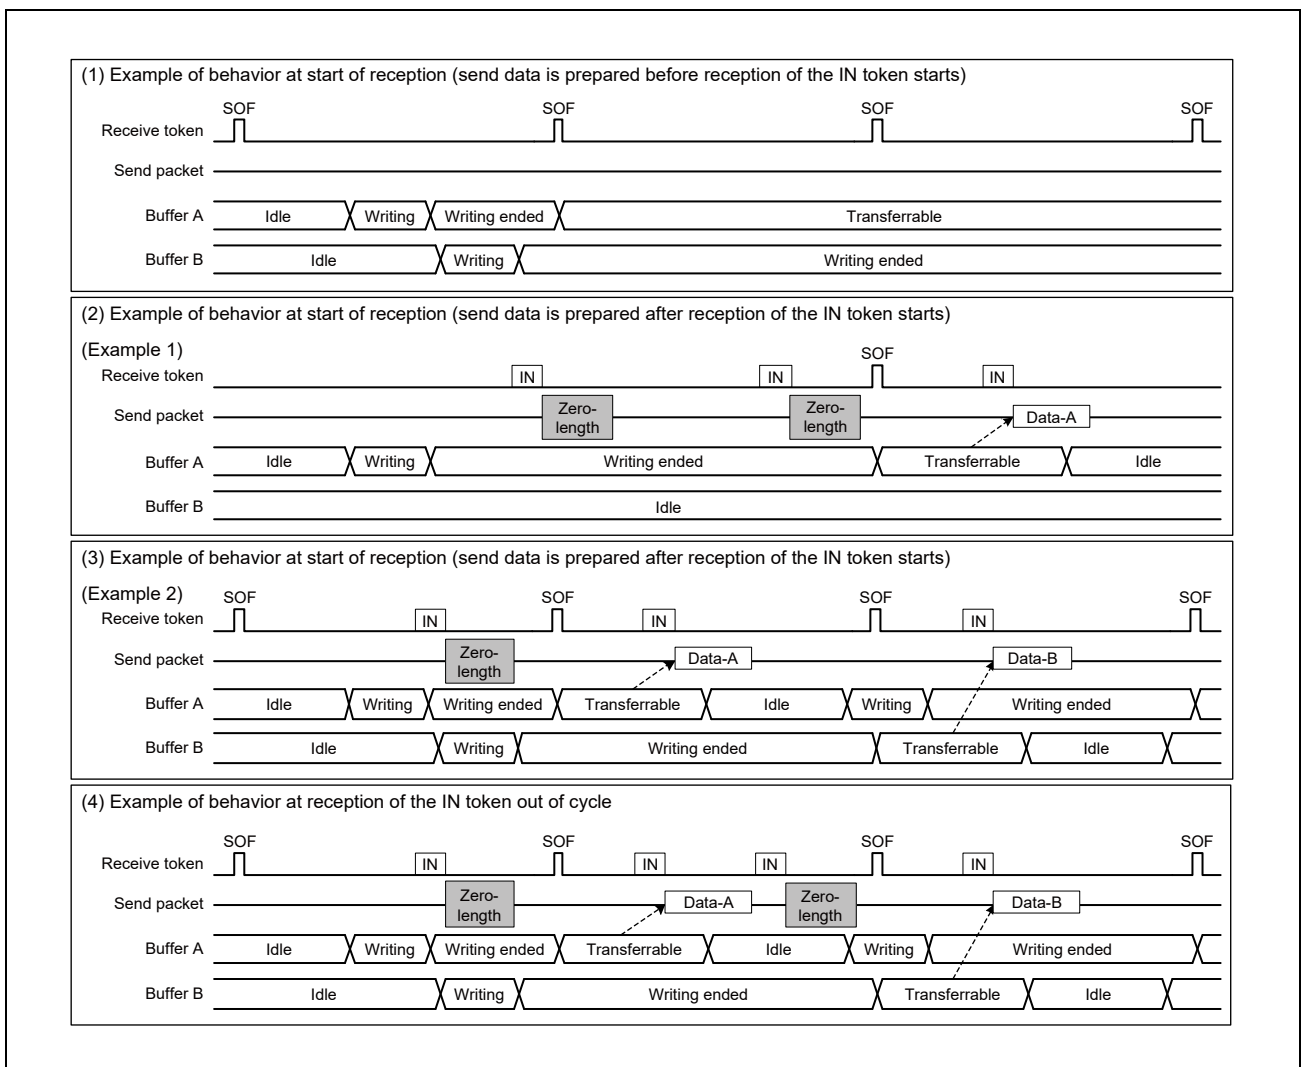 (1) Example of behavior at start of reception (send data is prepared before reception of the IN token starts)
SOF SOF SOF SOF
Receive token
Send packet
Buffer A Idle Writing Writing ended Transferrable
Buffer B Idle Writing Writing ended
(2) Example of behavior at start of reception (send data is prepared after reception of the IN token starts)
(Example 1) SOF
Receive token IN IN IN
Send packet Zero-length Zero-length Data-A
Buffer A Idle Writing Writing ended Transferrable Idle
Buffer B Idle
(3) Example of behavior at start of reception (send data is prepared after reception of the IN token starts)
(Example 2) SOF SOF SOF SOF
Receive token IN IN IN
Send packet Zero-length Data-A Data-B
Buffer A Idle Writing Writing ended Transferrable Idle Writing Writing ended
Buffer B Idle Writing Writing ended Transferrable Idle
(4) Example of behavior at reception of the IN token out of cycle
SOF SOF SOF SOF
Receive token IN IN IN IN
Send packet Zero-length Data-A Zero-length Data-B
Buffer A Idle Writing Writing ended Transferrable Idle Writing Writing ended
Buffer B Idle Writing Writing ended Transferrable Idle